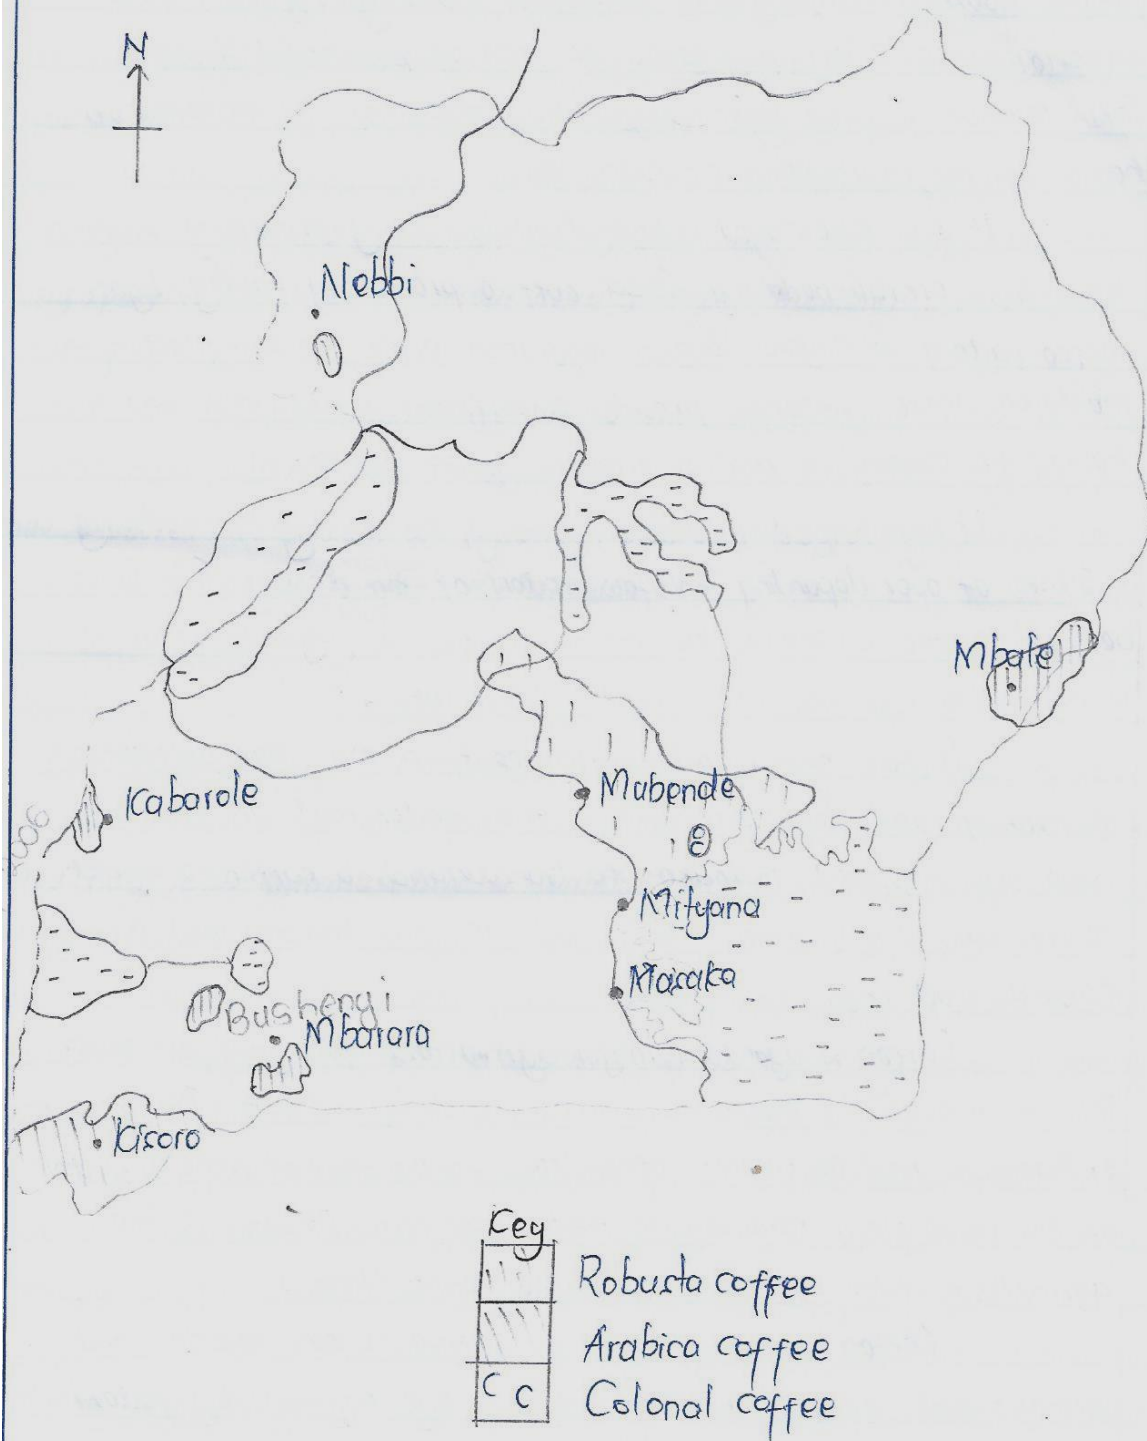 N
Nebbi
Mbale
Kabarole
Mubende
Mityana
Masaka
Bushenyi
Mbarara
Kisoro
Key
Robusta coffee
Arabica coffee
C C
Colonal coffee